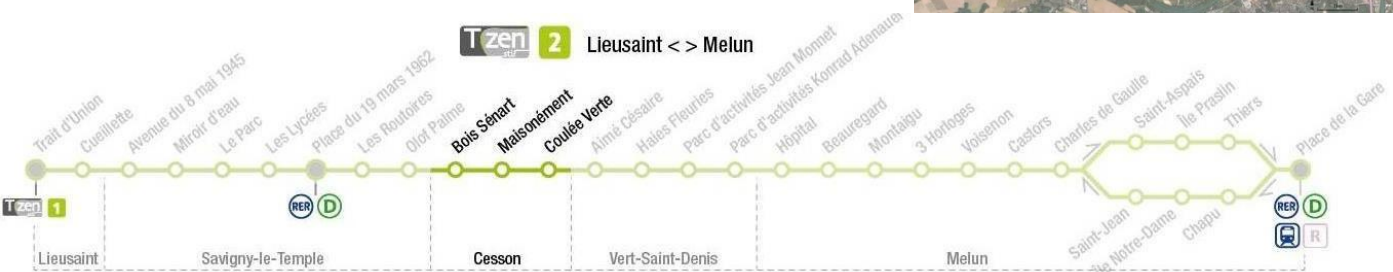 T zen 2 Lieusaint < > Melun
stif
Trait d'Union
Cueillette
Avenue du 8 mai 1945
Miroir d'eau
Le Parc
Les Lycées
Place du 19 mars 1962
Les Routoires
Olof Palme
Bois Sénart
Maisonément
Coulée Verte
Aimé Césaire
Haies Fleuries
Parc d'activités Jean Monnet
Parc d'activités Konrad Adenauer
Hôpital
Beauregard
Montaigu
3 Horloges
Voisenon
Castors
Charles de Gaulle
Saint-Aspais
Île Praslin
Thiers
Place de la Gare
Saint-Jean
Île Notre-Dame
Chapu
T zen 1
RER D
RER D
R
Lieusaint
Savigny-le-Temple
Cesson
Vert-Saint-Denis
Melun